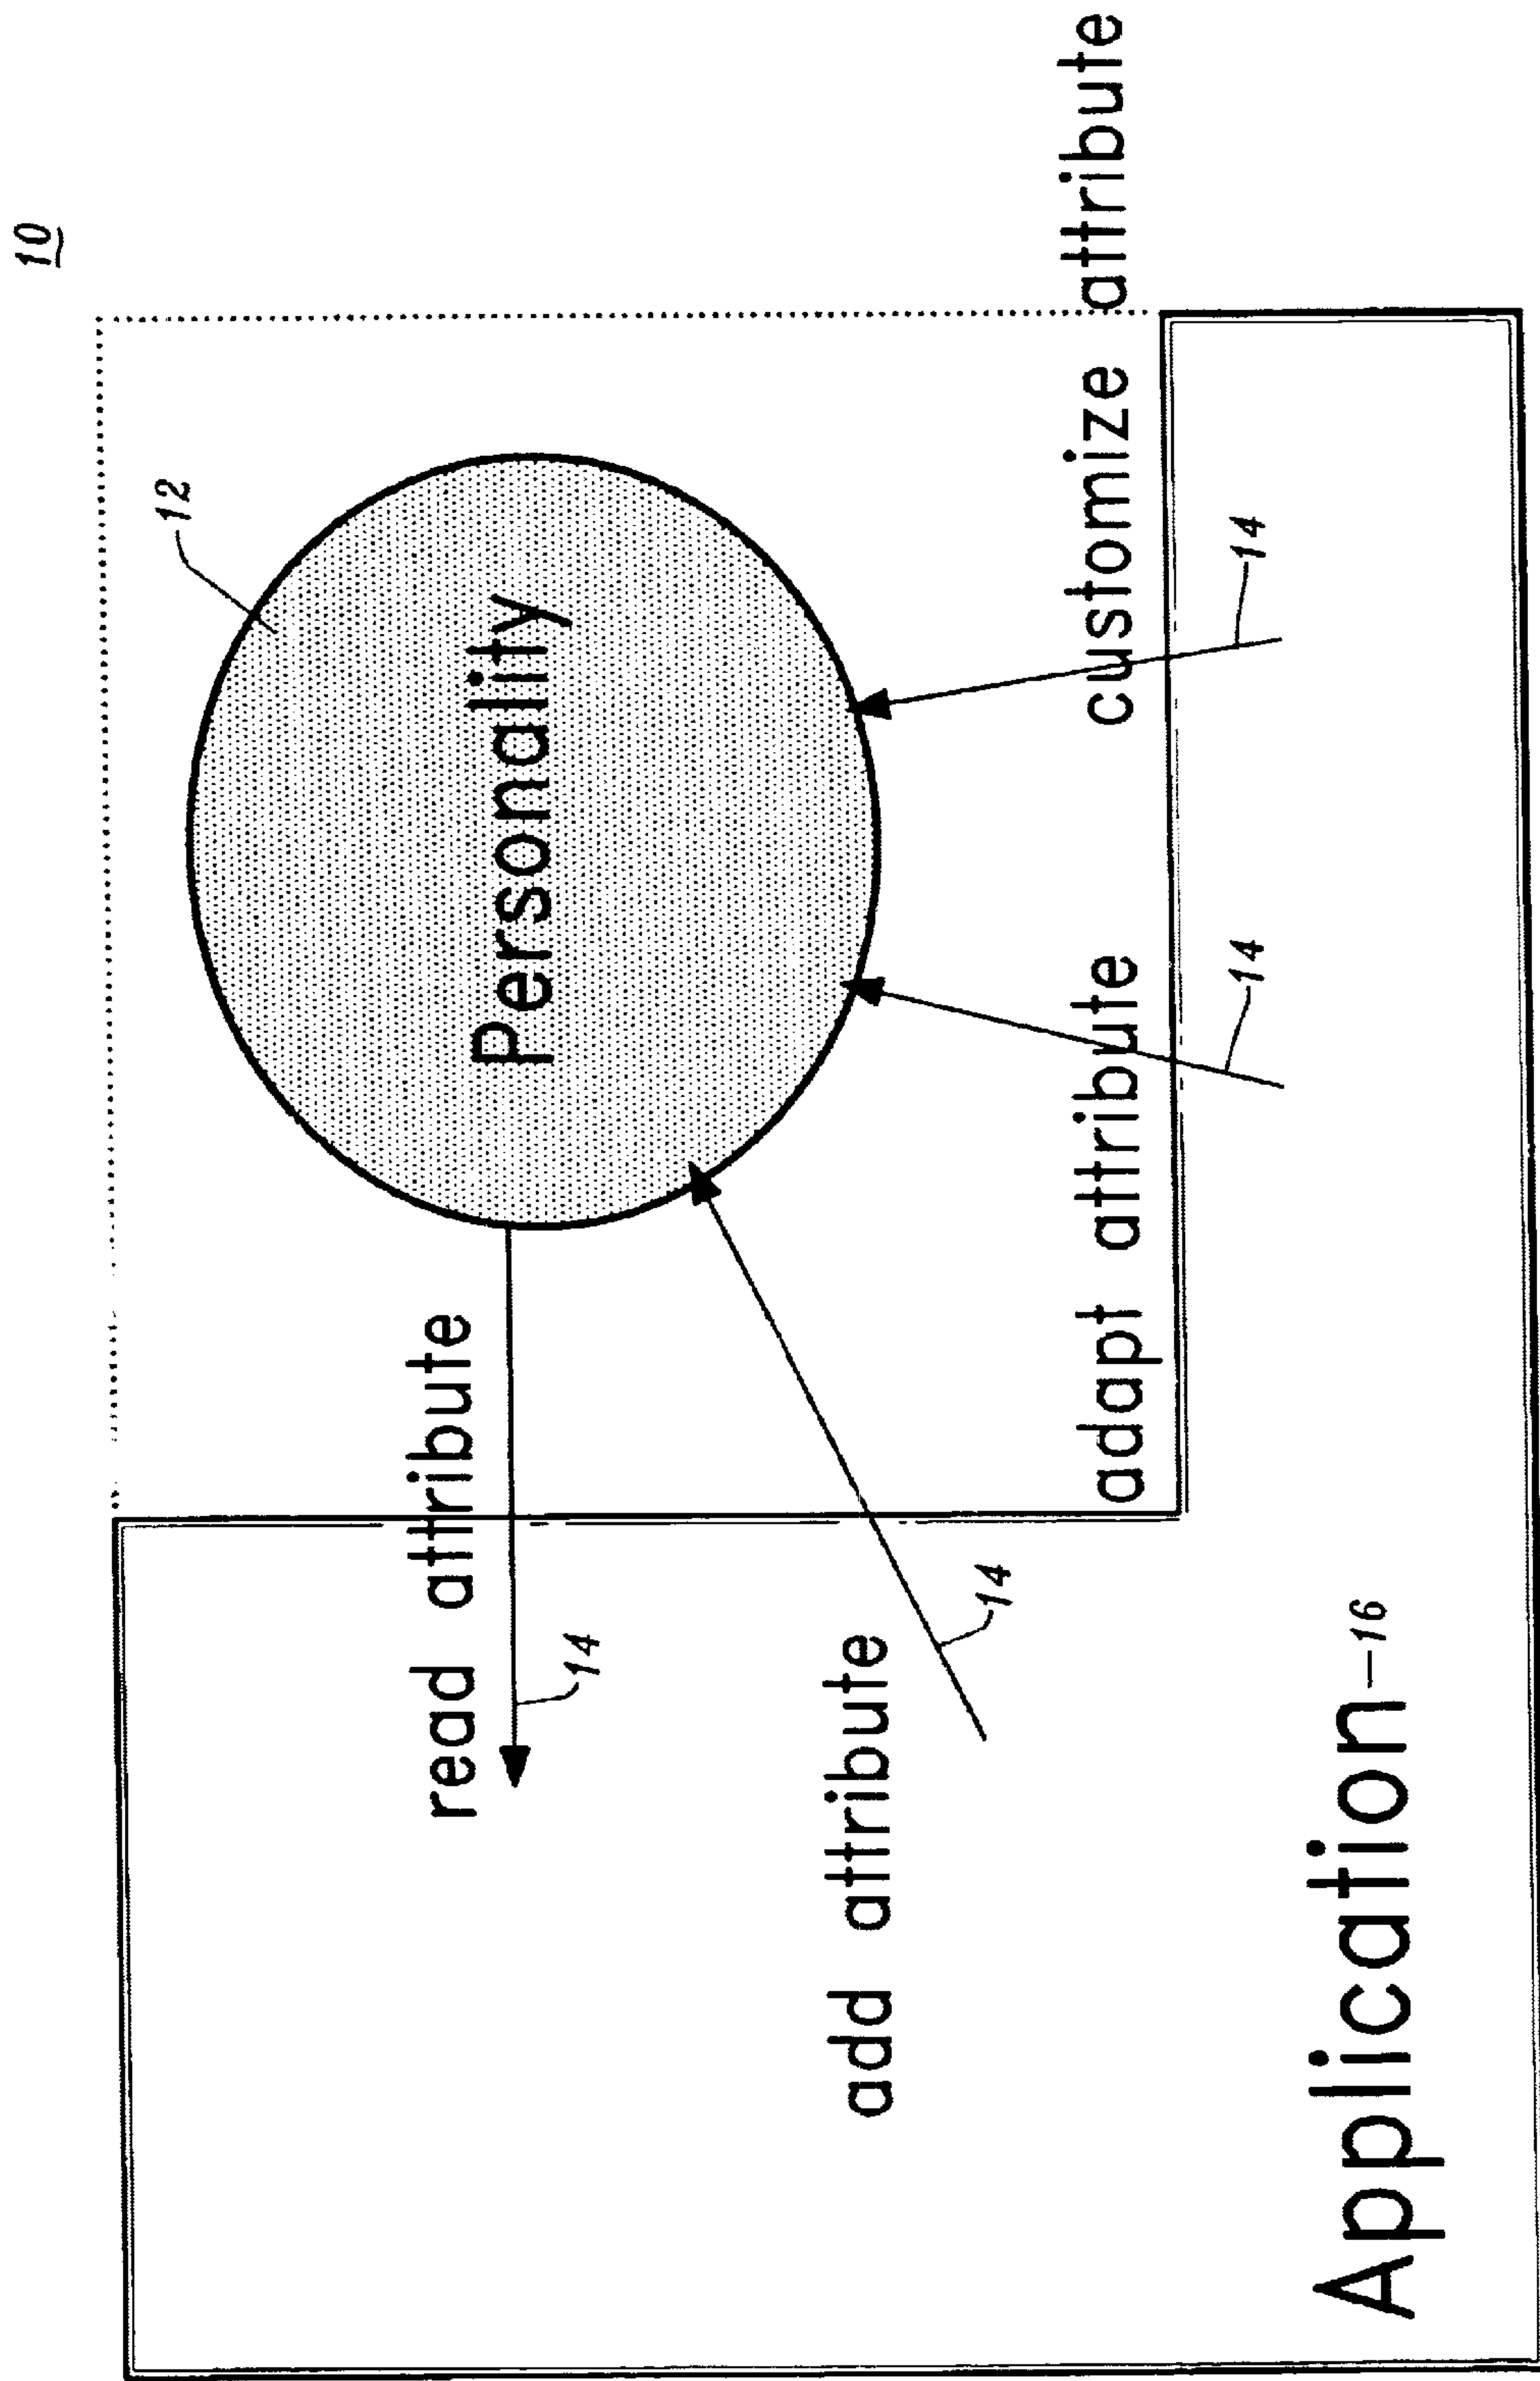 10
12
Personality
read attribute
14
add attribute
14
adapt attribute
14
customize attribute
14
Application—16